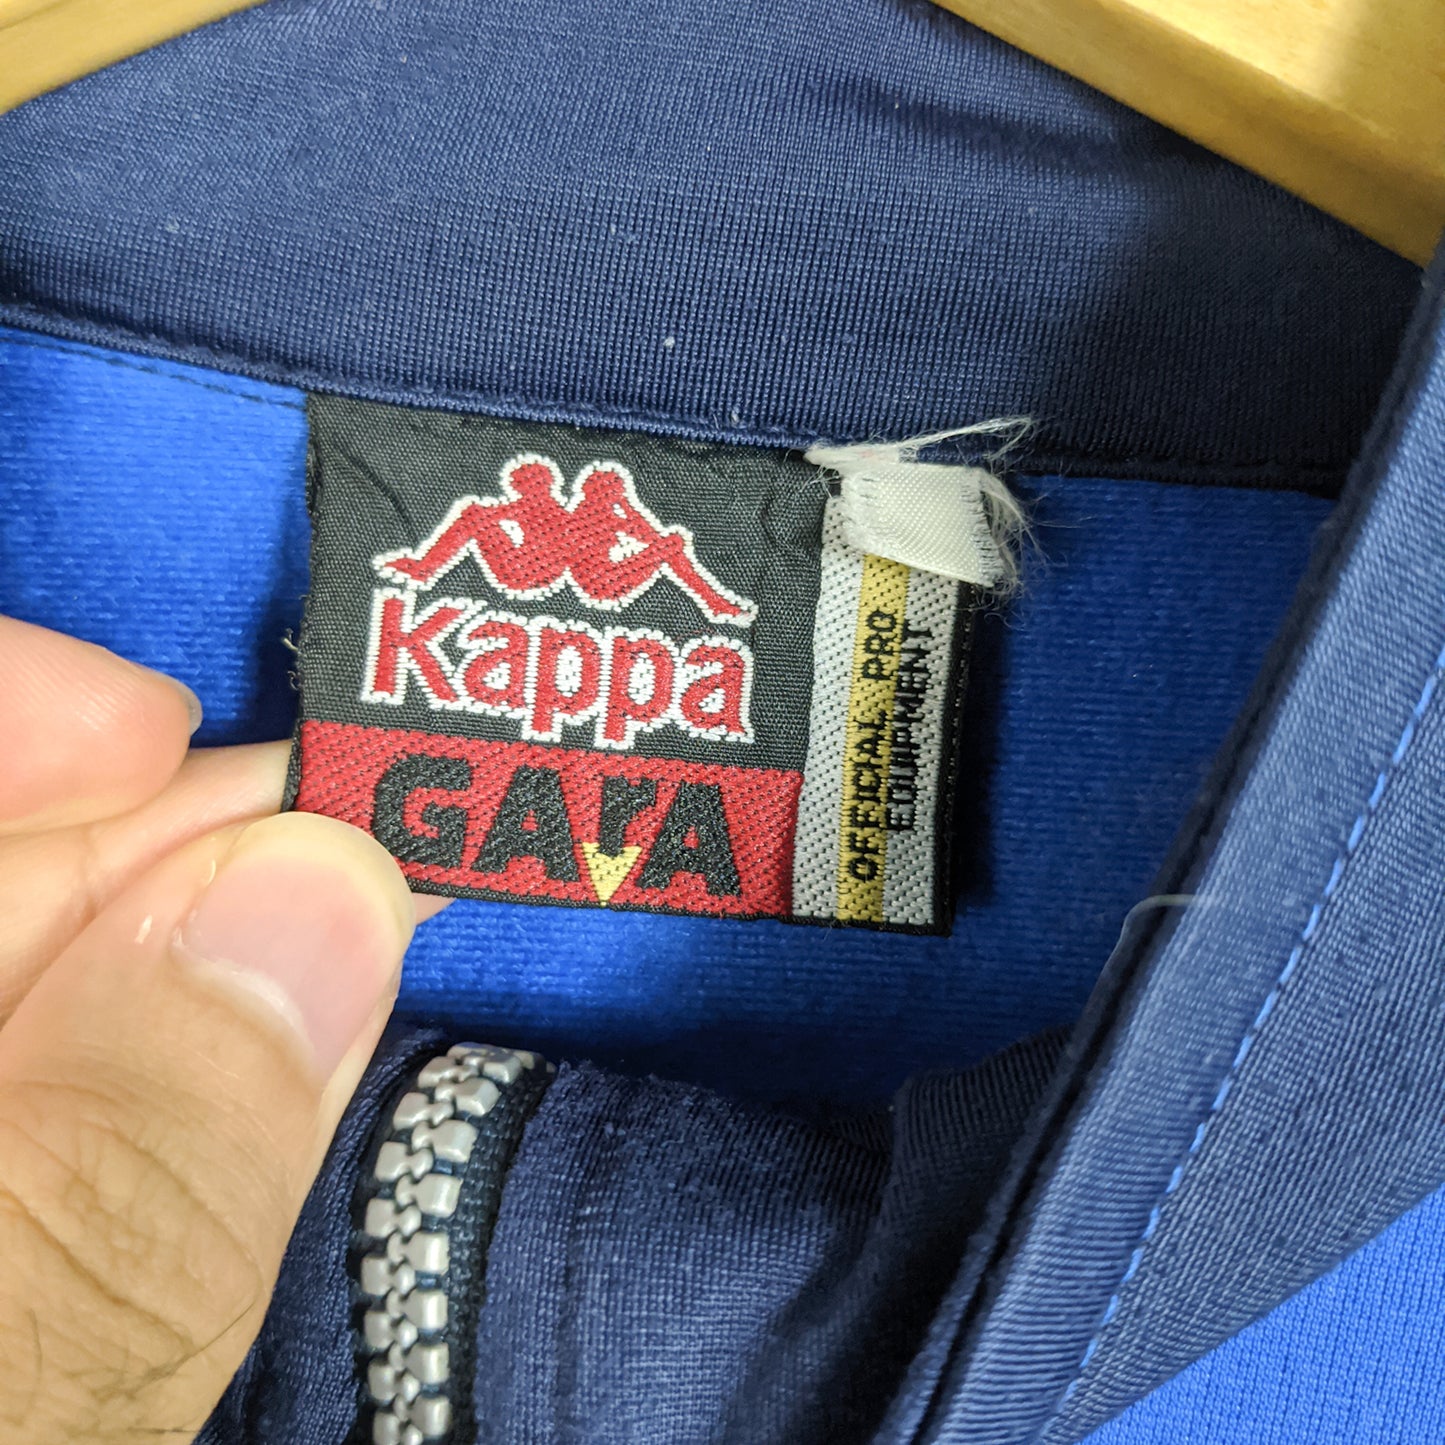 Kappa
GArA
OFFICIAL PRO
EQUIPMENT